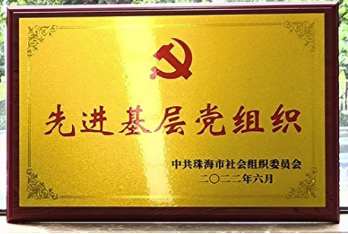 先进基层党组织
中共珠海市社会组织委员会
二〇二二年六月